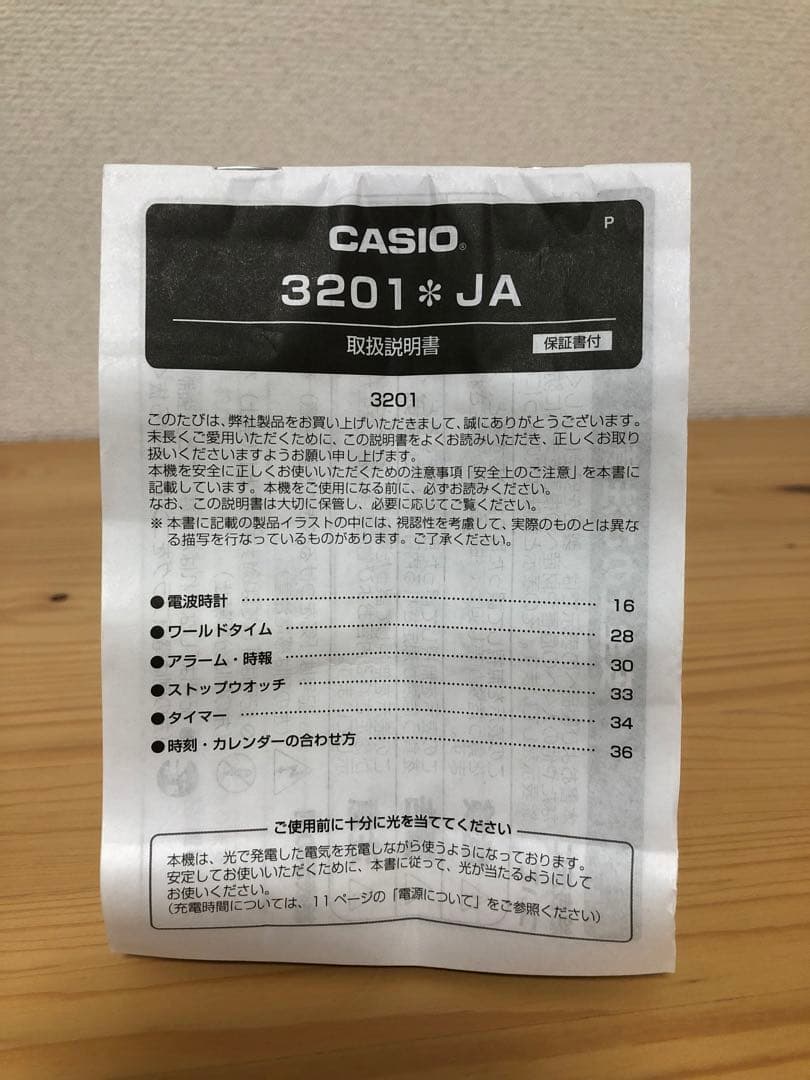 P
CASIO®
3201＊JA
取扱説明書 保証書付
3201
このたびは、弊社製品をお買い上げいただきまして、誠にありがとうございます。
末長くご愛用いただくために、この説明書をよくお読みいただき、正しくお取り
扱いくださいますようお願い申し上げます。
本機を安全に正しくお使いいただくための注意事項「安全上のご注意」を本書に
記載しています。本機をご使用になる前に、必ずお読みください。
なお、この説明書は大切に保管し、必要に応じてご覧ください。
※ 本書に記載の製品イラストの中には、視認性を考慮して、実際のものとは異な
る描写を行なっているものがあります。ご了承ください。
●電波時計 …………………………………………… 16
●ワールドタイム …………………………………………… 28
●アラーム・時報 …………………………………………… 30
●ストップウオッチ …………………………………………… 33
●タイマー …………………………………………… 34
●時刻・カレンダーの合わせ方 …………………………………………… 36
ご使用前に十分に光を当ててください
本機は、光で発電した電気を充電しながら使うようになっております。
安定してお使いいただくために、本書に従って、光が当たるようにして
お使いください。
（充電時間については、11ページの「電源について」をご参照ください）